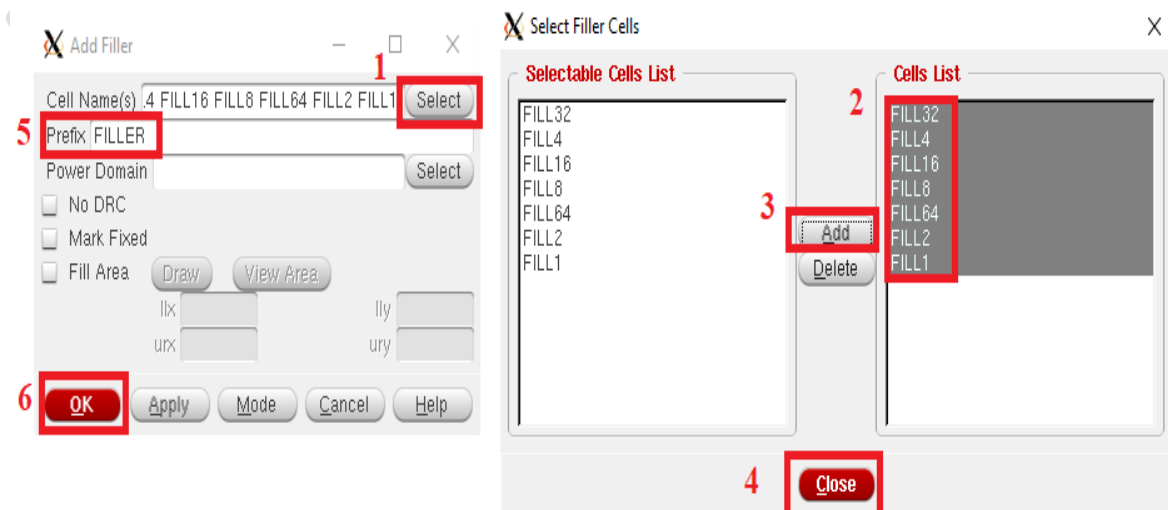 Add Filler
1
Cell Name(s) .4 FILL16 FILL8 FILL64 FILL2 FILL1 Select
5 Prefix FILLER
Power Domain Select
No DRC
Mark Fixed
Fill Area Draw View Area
llx lly
urx ury
6 OK Apply Mode Cancel Help
Select Filler Cells
Selectable Cells List
FILL32
FILL4
FILL16
FILL8
FILL64
FILL2
FILL1
3
Add
Delete
Cells List
2
FILL32
FILL4
FILL16
FILL8
FILL64
FILL2
FILL1
4 Close